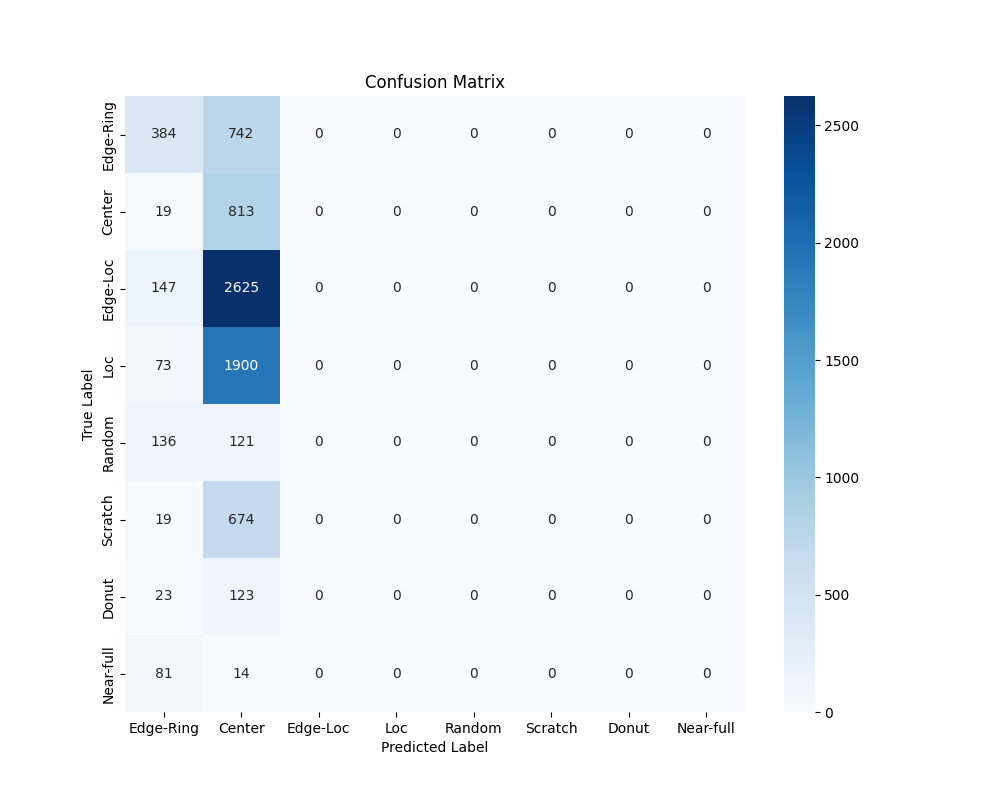 Confusion Matrix
True Label
Edge-Ring 384 742 0 0 0 0 0 0
Center 19 813 0 0 0 0 0 0
Edge-Loc 147 2625 0 0 0 0 0 0
Loc 73 1900 0 0 0 0 0 0
Random 136 121 0 0 0 0 0 0
Scratch 19 674 0 0 0 0 0 0
Donut 23 123 0 0 0 0 0 0
Near-full 81 14 0 0 0 0 0 0
Edge-Ring Center Edge-Loc Loc Random Scratch Donut Near-full
Predicted Label
2500
2000
1500
1000
500
0